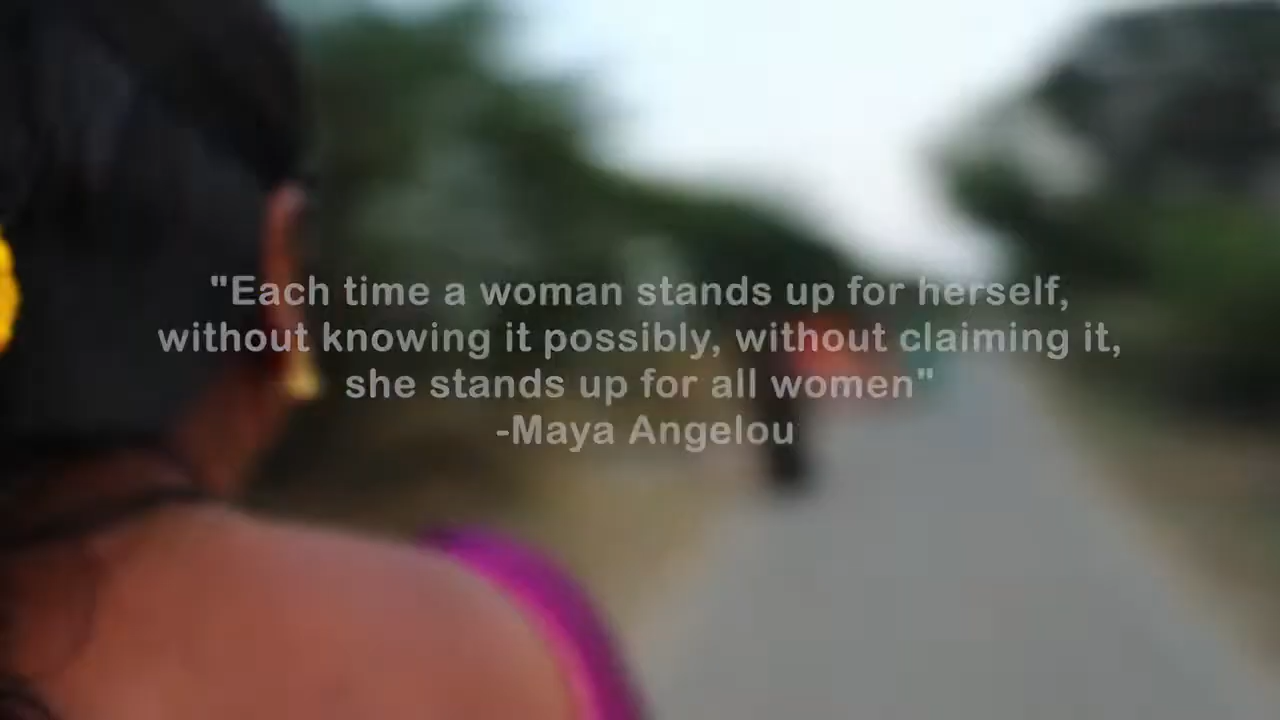 "Each time a woman stands up for herself,
without knowing it possibly, without claiming it,
she stands up for all women"
-Maya Angelou